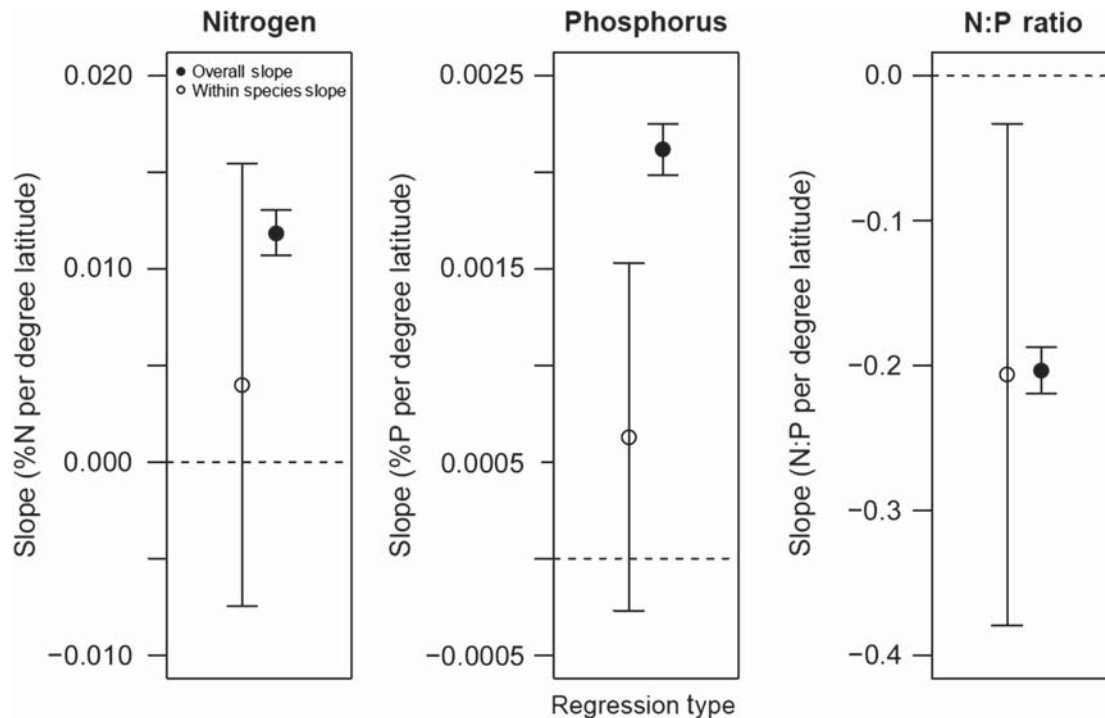 Nitrogen
Phosphorus
N:P ratio
Overall slope
Within species slope
Slope (%N per degree latitude)
0.020
0.010
0.000
−0.010
Slope (%P per degree latitude)
0.0025
0.0015
0.0005
−0.0005
Slope (N:P per degree latitude)
0.0
−0.1
−0.2
−0.3
−0.4
Regression type